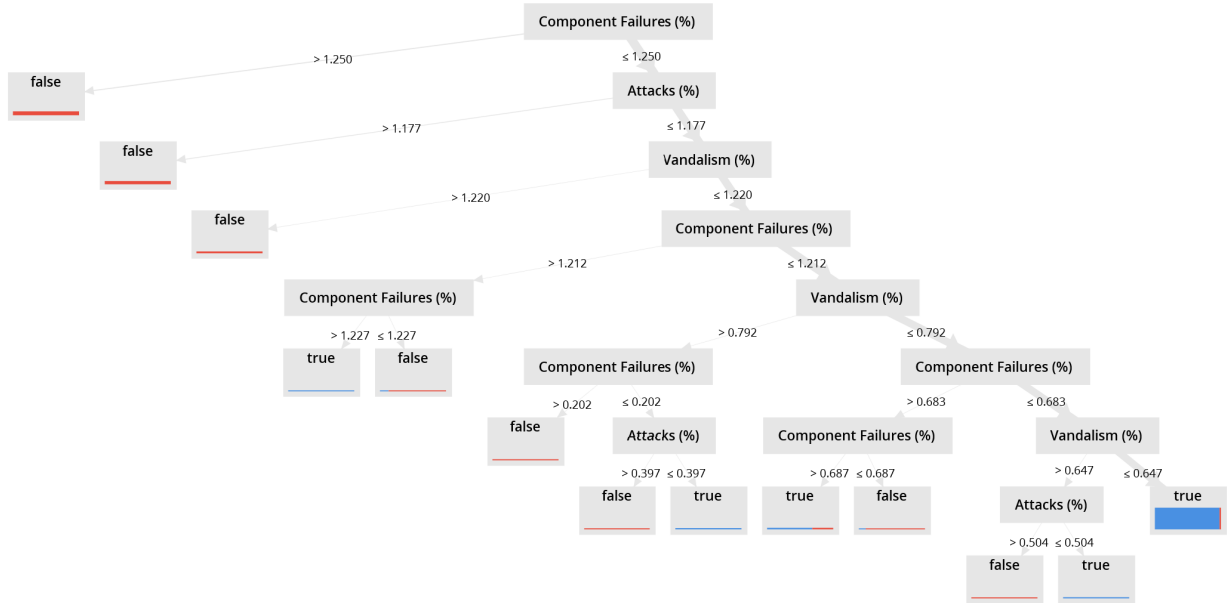 Component Failures (%)
> 1.250
≤ 1.250
false
Attacks (%)
> 1.177
≤ 1.177
false
Vandalism (%)
> 1.220
≤ 1.220
false
Component Failures (%)
> 1.212
≤ 1.212
Component Failures (%)
Vandalism (%)
> 1.227
≤ 1.227
> 0.792
≤ 0.792
true
false
Component Failures (%)
Component Failures (%)
> 0.202
≤ 0.202
> 0.683
≤ 0.683
false
Attacks (%)
Component Failures (%)
Vandalism (%)
> 0.397
≤ 0.397
> 0.687
≤ 0.687
> 0.647
≤ 0.647
false
true
true
false
Attacks (%)
true
> 0.504
≤ 0.504
false
true